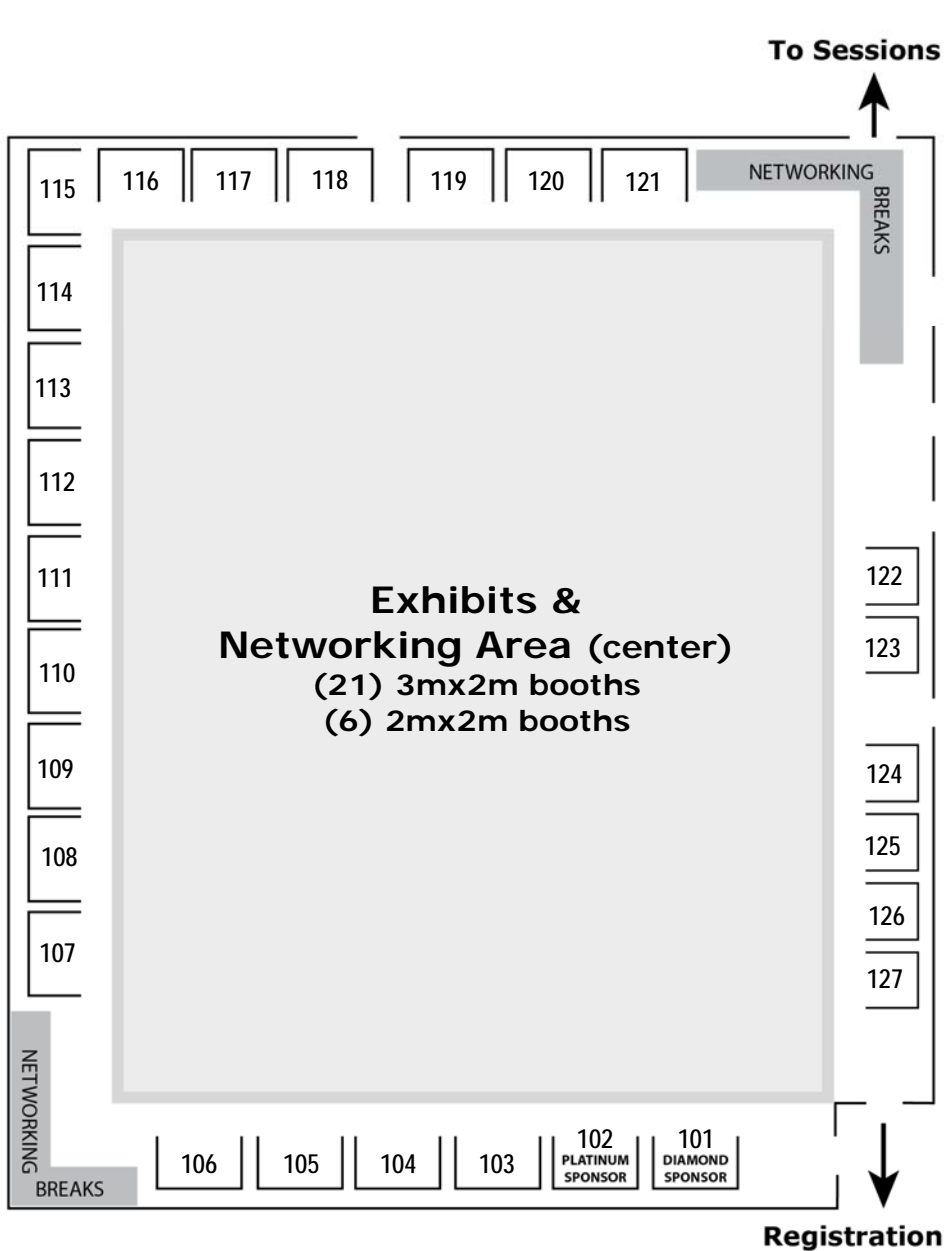 To Sessions
115
116
117
118
119
120
121
NETWORKING
BREAKS
114
113
112
111
110
109
108
107
Exhibits &
Networking Area (center)
(21) 3mx2m booths
(6) 2mx2m booths
122
123
124
125
126
127
NETWORKING
BREAKS
106
105
104
103
102
PLATINUM
SPONSOR
101
DIAMOND
SPONSOR
Registration